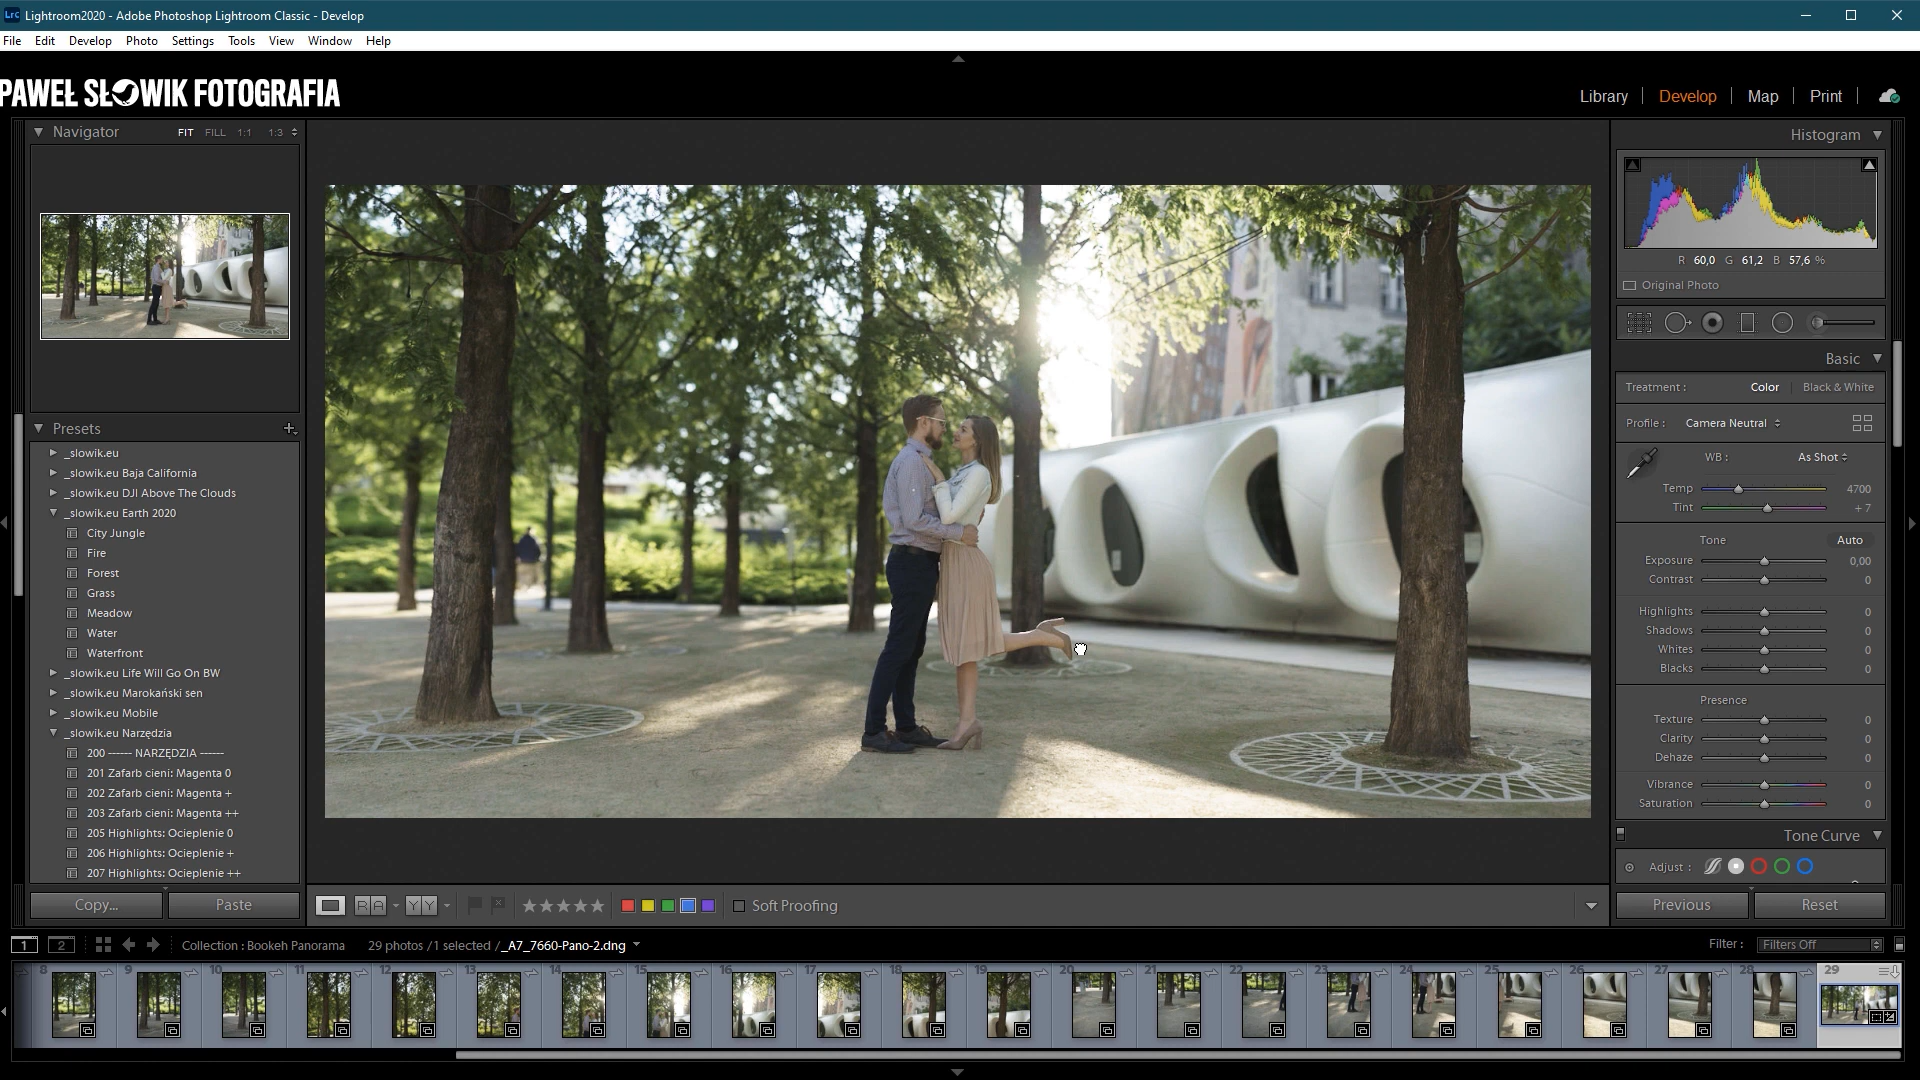 Lrc Lightroom2020 - Adobe Photoshop Lightroom Classic - Develop
File Edit Develop Photo Settings Tools View Window Help
PAWEŁ SŁOWIK FOTOGRAFIA
Library Develop Map Print
Navigator FIT FILL 1:1 1:3
Presets
_slowik.eu
_slowik.eu Baja California
_slowik.eu DJI Above The Clouds
_slowik.eu Earth 2020
City Jungle
Fire
Forest
Grass
Meadow
Water
Waterfront
_slowik.eu Life Will Go On BW
_slowik.eu Marokański sen
_slowik.eu Mobile
_slowik.eu Narzędzia
200 ------ NARZĘDZIA ------
201 Zafarb cieni: Magenta 0
202 Zafarb cieni: Magenta +
203 Zafarb cieni: Magenta ++
205 Highlights: Ocieplenie 0
206 Highlights: Ocieplenie +
207 Highlights: Ocieplenie ++
Copy... Paste
R A Y Y Soft Proofing
Histogram
R 60,0 G 61,2 B 57,6 %
Original Photo
Basic
Treatment : Color Black & White
Profile : Camera Neutral
WB : As Shot
Temp 4700
Tint + 7
Tone Auto
Exposure 0,00
Contrast 0
Highlights 0
Shadows 0
Whites 0
Blacks 0
Presence
Texture 0
Clarity 0
Dehaze 0
Vibrance 0
Saturation 0
Tone Curve
Adjust :
Previous Reset
1 2 Collection : Bookeh Panorama 29 photos / 1 selected / _A7_7660-Pano-2.dng Filter : Filters Off
8 9 10 11 12 13 14 15 16 17 18 19 20 21 22 23 24 25 26 27 28 29